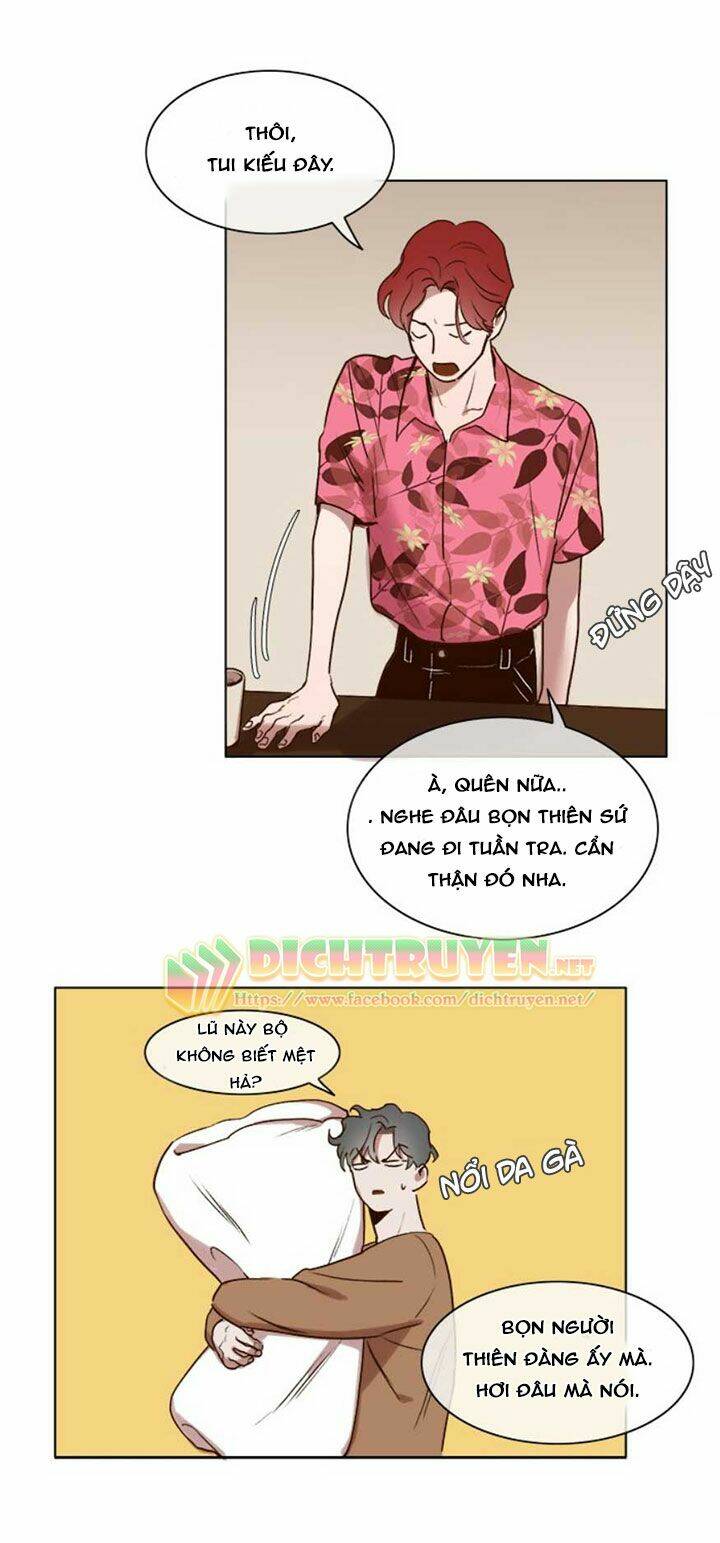 THÔI,
TUI KIẾU ĐÂY.
ĐỨNG DẬY
À, QUÊN NỮA..
. NGHE ĐÂU BỌN THIÊN SỨ
ĐANG ĐI TUẦN TRA. CẨN
THẬN ĐÓ NHA.
DICHTRUYEN.NET
Https://www.facebook.com/dichtruyen.net/
LŨ NÀY BỘ
KHÔNG BIẾT MỆT
HẢ?
NỔI DA GÀ
BỌN NGƯỜI
THIÊN ĐÀNG ẤY MÀ.
HƠI ĐÂU MÀ NÓI.